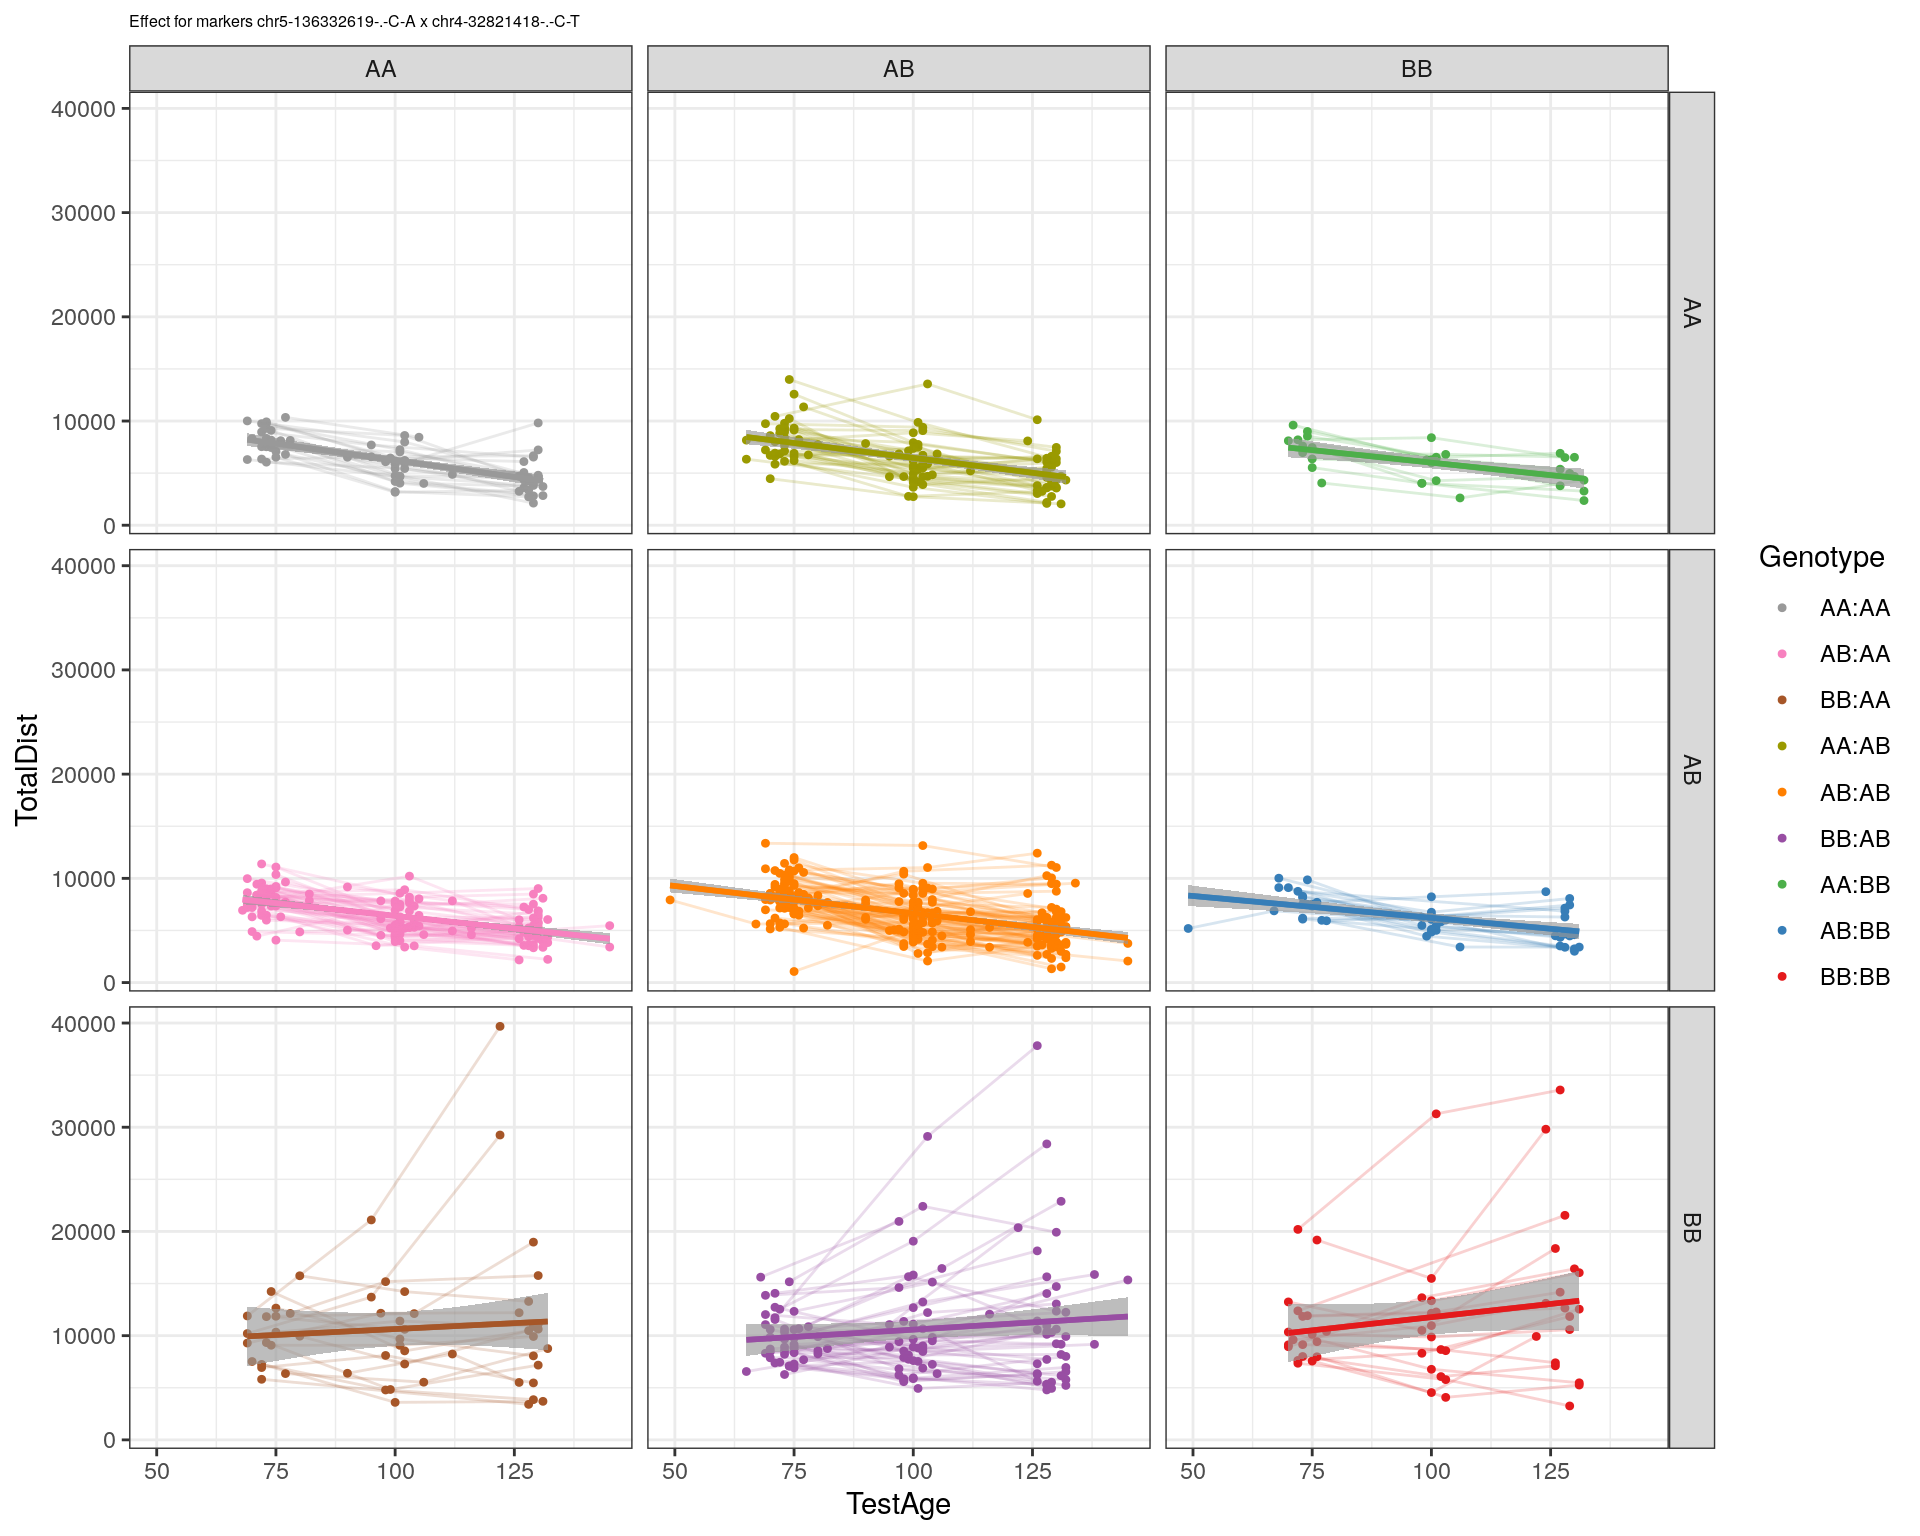 Effect for markers chr5-136332619-.-C-A x chr4-32821418-.-C-T
AA
AB
BB
40000
30000
20000
10000
0
AA
40000
30000
20000
10000
0
AB
40000
30000
20000
10000
0
BB
50
75
100
125
50
75
100
125
50
75
100
125
TestAge
TotalDist
Genotype
AA:AA
AB:AA
BB:AA
AA:AB
AB:AB
BB:AB
AA:BB
AB:BB
BB:BB